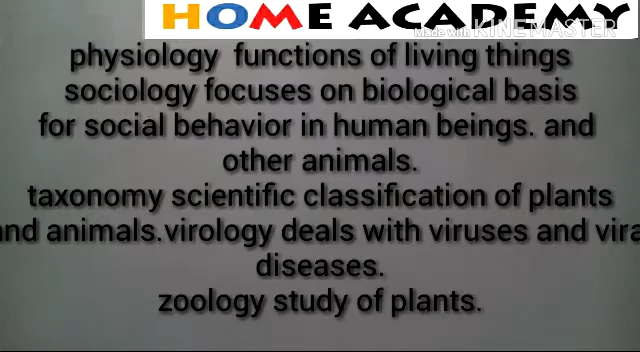 HOME ACADEMY
Made with KINEMASTER
physiology functions of living things
sociology focuses on biological basis
for social behavior in human beings. and
other animals.
taxonomy scientific classification of plants
nd animals.virology deals with viruses and vira
diseases.
zoology study of plants.